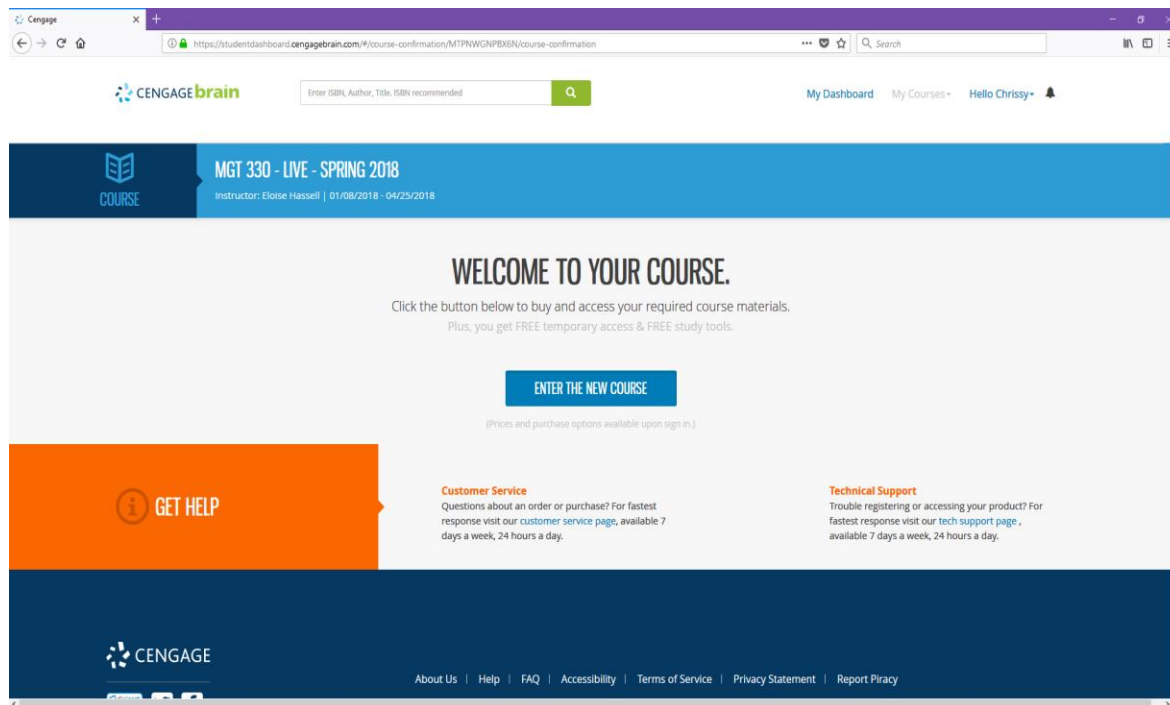 Cengage
https://studentdashboard.cengagebrain.com/#/course-confirmation/MTPNWGNPBX6N/course-confirmation
Search
CENGAGEbrain
Enter ISBN, Author, Title. ISBN recommended
My Dashboard
My Courses
Hello Chrissy
COURSE
MGT 330 - LIVE - SPRING 2018
Instructor: Eloise Hassell | 01/08/2018 - 04/25/2018
WELCOME TO YOUR COURSE.
Click the button below to buy and access your required course materials.
Plus, you get FREE temporary access & FREE study tools.
ENTER THE NEW COURSE
(Prices and purchase options available upon sign in.)
GET HELP
Customer Service
Questions about an order or purchase? For fastest
response visit our customer service page, available 7
days a week, 24 hours a day.
Technical Support
Trouble registering or accessing your product? For
fastest response visit our tech support page ,
available 7 days a week, 24 hours a day.
CENGAGE
About Us | Help | FAQ | Accessibility | Terms of Service | Privacy Statement | Report Piracy